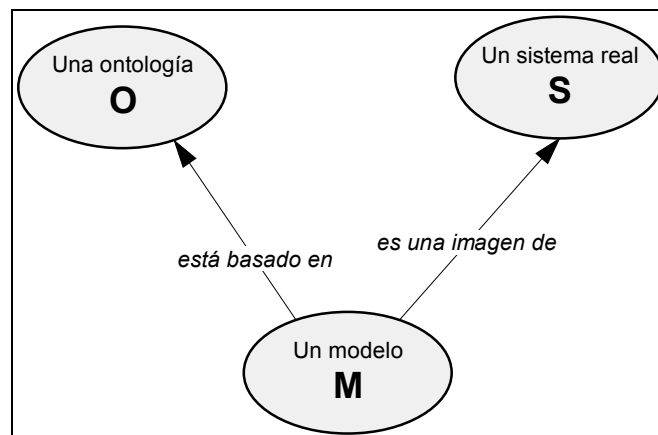 Una ontología
O
Un sistema real
S
está basado en
es una imagen de
Un modelo
M